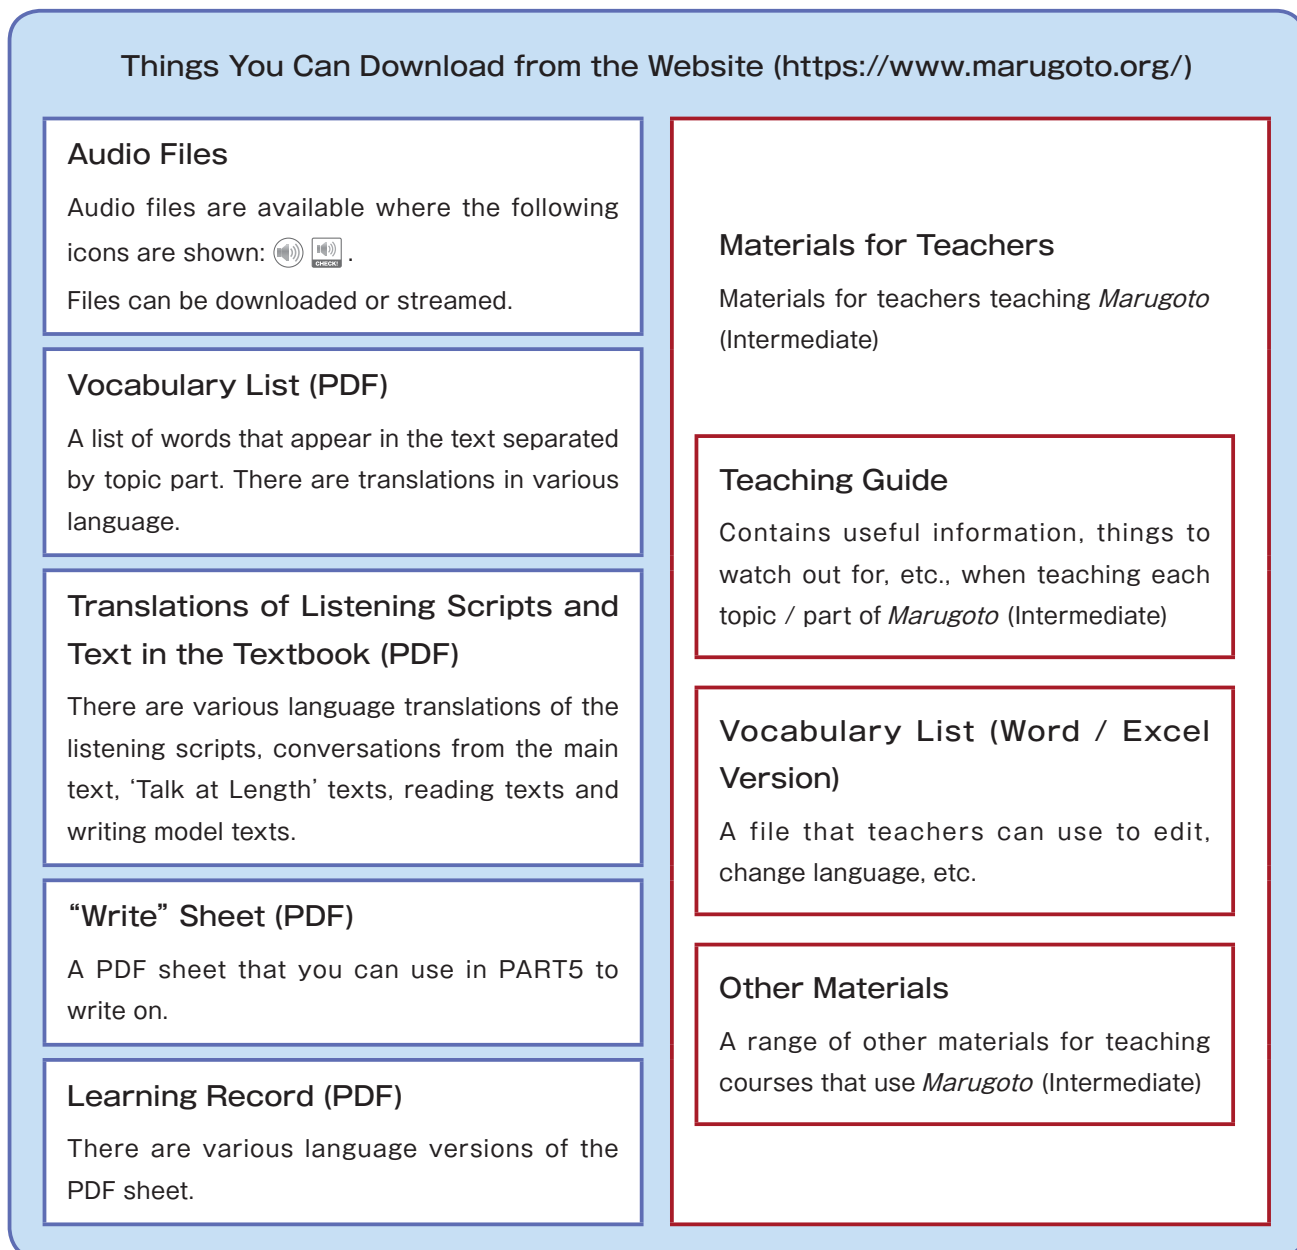 Things You Can Download from the Website (https://www.marugoto.org/)
Audio Files
Audio files are available where the following
icons are shown: CHECK! .
Files can be downloaded or streamed.
Vocabulary List (PDF)
A list of words that appear in the text separated
by topic part. There are translations in various
language.
Translations of Listening Scripts and
Text in the Textbook (PDF)
There are various language translations of the
listening scripts, conversations from the main
text, ‘Talk at Length’ texts, reading texts and
writing model texts.
“Write” Sheet (PDF)
A PDF sheet that you can use in PART5 to
write on.
Learning Record (PDF)
There are various language versions of the
PDF sheet.
Materials for Teachers
Materials for teachers teaching Marugoto
(Intermediate)
Teaching Guide
Contains useful information, things to
watch out for, etc., when teaching each
topic / part of Marugoto (Intermediate)
Vocabulary List (Word / Excel
Version)
A file that teachers can use to edit,
change language, etc.
Other Materials
A range of other materials for teaching
courses that use Marugoto (Intermediate)